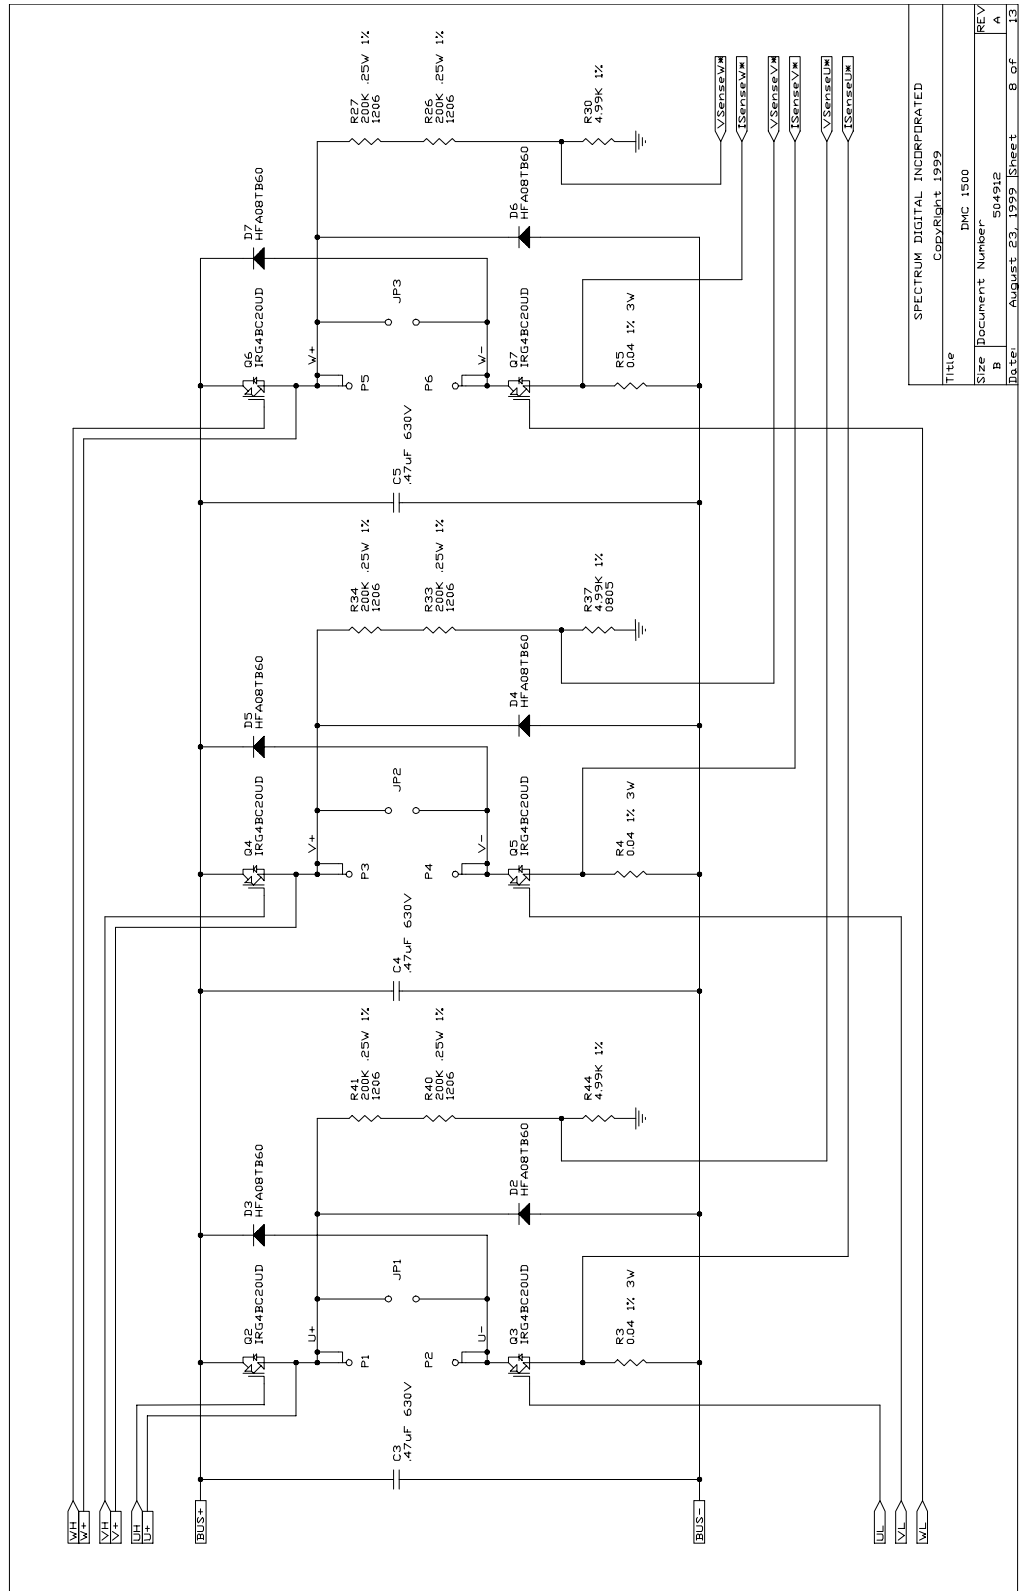 WH
W+
VH
V+
UH
U+
BUS+
BUS-
UL
VL
WL
C3
.47uF 630V
Q2
IRG4BC20UD
U+
P1
JP1
U-
P2
Q3
IRG4BC20UD
R3
0.04 1% 3W
D3
HFA08TB60
D2
HFA08TB60
R41
200K .25W 1%
1206
R40
200K .25W 1%
1206
R44
4.99K 1%
C4
.47uF 630V
Q4
IRG4BC20UD
V+
P3
JP2
V-
P4
Q5
IRG4BC20UD
R4
0.04 1% 3W
D5
HFA08TB60
D4
HFA08TB60
R34
200K .25W 1%
1206
R33
200K .25W 1%
1206
R37
4.99K 1%
0805
C5
.47uF 630V
Q6
IRG4BC20UD
W+
P5
JP3
W-
P6
Q7
IRG4BC20UD
R5
0.04 1% 3W
D7
HFA08TB60
D6
HFA08TB60
R27
200K .25W 1%
1206
R26
200K .25W 1%
1206
R30
4.99K 1%
VSenseW*
ISenseW*
VSenseV*
ISenseV*
VSenseU*
ISenseU*
SPECTRUM DIGITAL INCORPORATED
CopyRight 1999
Title
DMC 1500
Size Document Number REV
B 504912 A
Date: August 23, 1999 Sheet 8 of 13